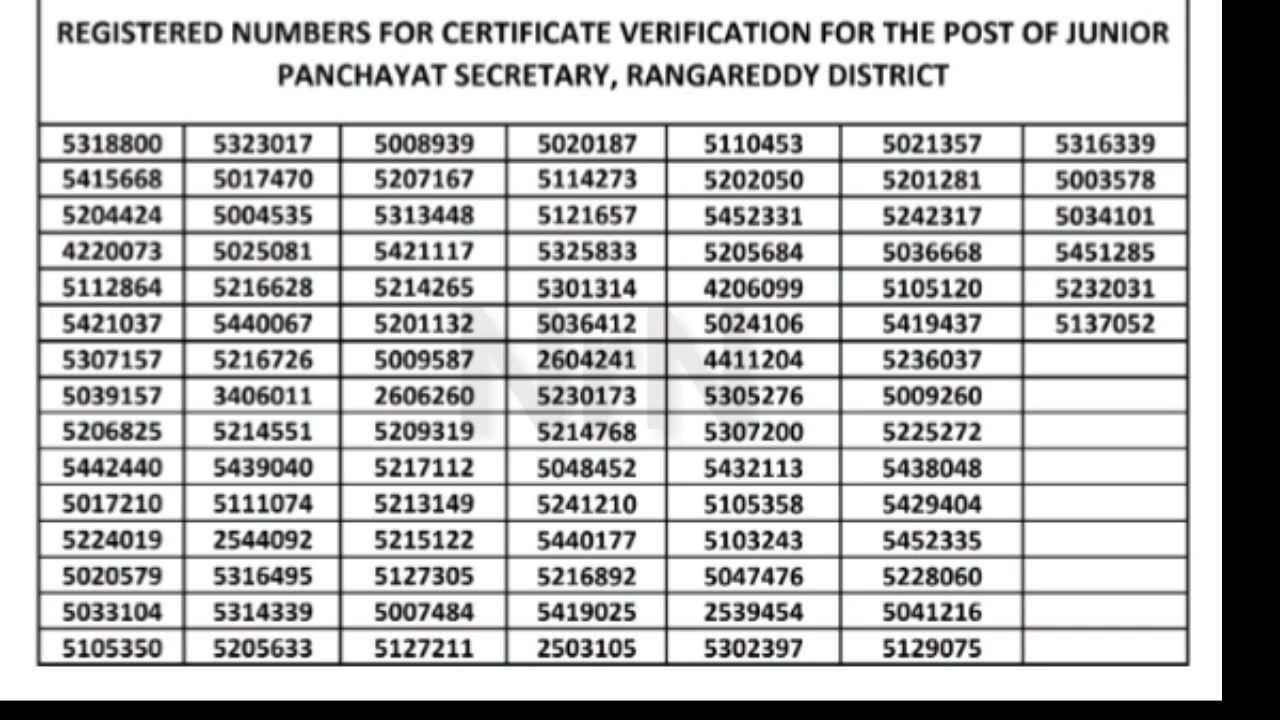 REGISTERED NUMBERS FOR CERTIFICATE VERIFICATION FOR THE POST OF JUNIOR
PANCHAYAT SECRETARY, RANGAREDDY DISTRICT
5318800 5323017 5008939 5020187 5110453 5021357 5316339
5415668 5017470 5207167 5114273 5202050 5201281 5003578
5204424 5004535 5313448 5121657 5452331 5242317 5034101
4220073 5025081 5421117 5325833 5205684 5036668 5451285
5112864 5216628 5214265 5301314 4206099 5105120 5232031
5421037 5440067 5201132 5036412 5024106 5419437 5137052
5307157 5216726 5009587 2604241 4411204 5236037
5039157 3406011 2606260 5230173 5305276 5009260
5206825 5214551 5209319 5214768 5307200 5225272
5442440 5439040 5217112 5048452 5432113 5438048
5017210 5111074 5213149 5241210 5105358 5429404
5224019 2544092 5215122 5440177 5103243 5452335
5020579 5316495 5127305 5216892 5047476 5228060
5033104 5314339 5007484 5419025 2539454 5041216
5105350 5205633 5127211 2503105 5302397 5129075